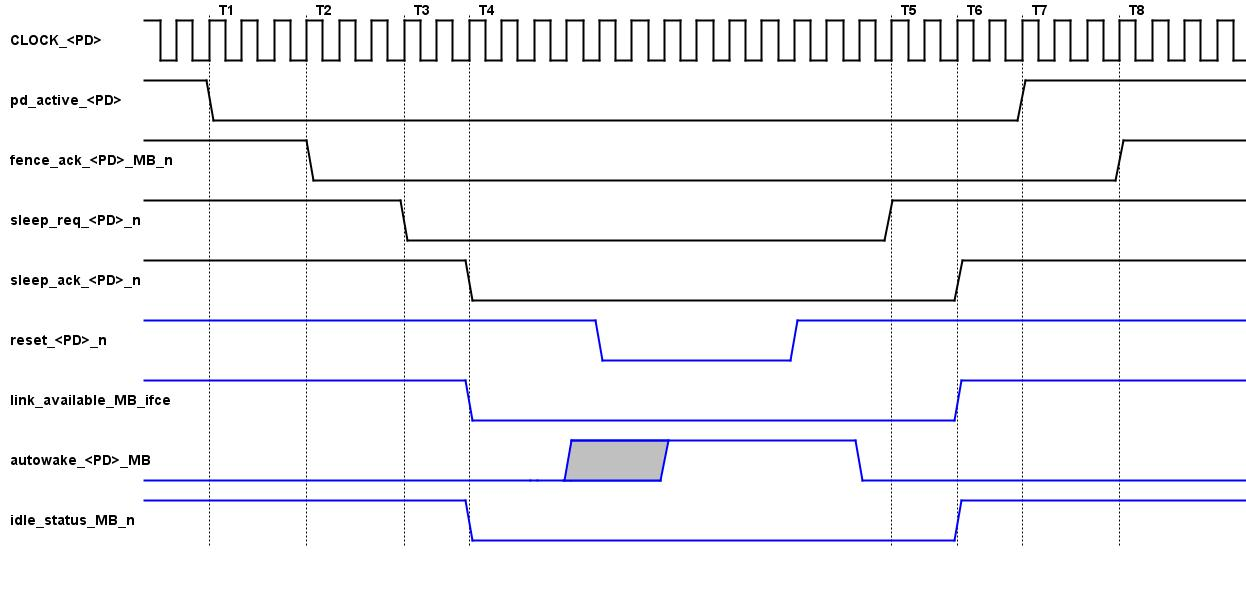 T1 T2 T3 T4 T5 T6 T7 T8
CLOCK_<PD>
pd_active_<PD>
fence_ack_<PD>_MB_n
sleep_req_<PD>_n
sleep_ack_<PD>_n
reset_<PD>_n
link_available_MB_ifce
autowake_<PD>_MB
idle_status_MB_n